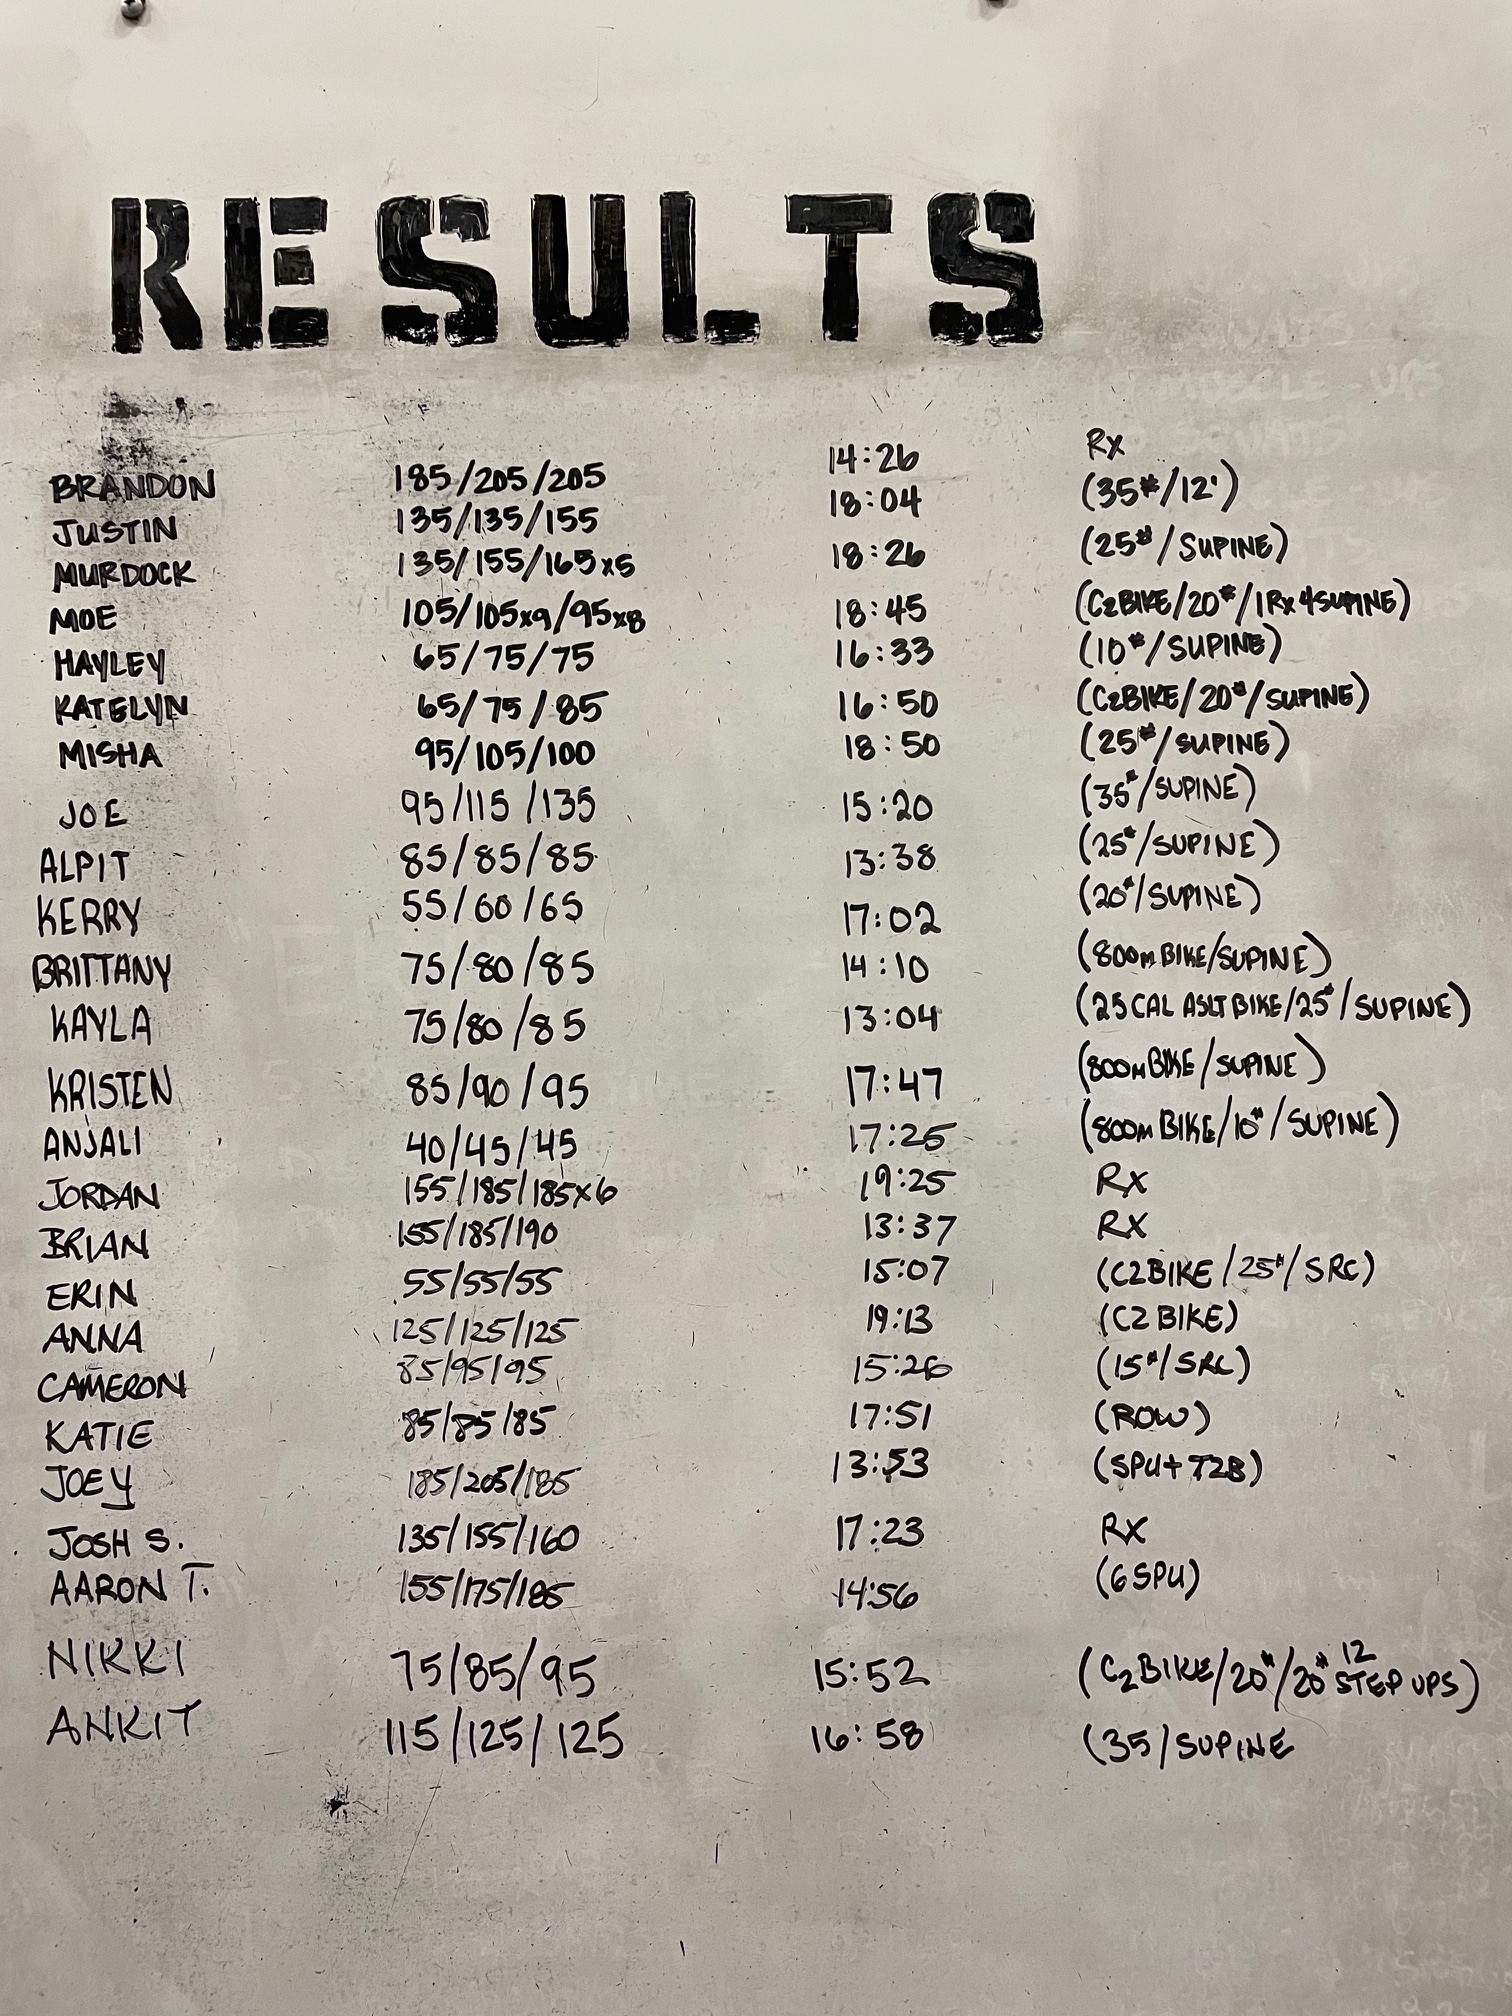 RESULTS
BRANDON 185/205/205 14:26 Rx
JUSTIN 135/135/155 18:04 (35#/12')
MURDOCK 135/155/165x5 18:26 (25#/SUPINE)
MOE 105/105x9/95x8 18:45 (C2BIKE/20#/1Rx 4SUPINE)
HAYLEY 65/75/75 16:33 (10#/SUPINE)
KATELYN 65/75/85 16:50 (C2BIKE/20#/SUPINE)
MISHA 95/105/100 18:50 (25#/SUPINE)
JOE 95/115/135 15:20 (35#/SUPINE)
ALPIT 85/85/85 13:38 (25#/SUPINE)
KERRY 55/60/65 17:02 (20#/SUPINE)
BRITTANY 75/80/85 14:10 (800m BIKE/SUPINE)
KAYLA 75/80/85 13:04 (25 CAL ASLT BIKE/25#/SUPINE)
KRISTEN 85/90/95 17:47 (800m BIKE/SUPINE)
ANJALI 40/45/45 17:25 (800m BIKE/10#/SUPINE)
JORDAN 155/185/185x6 19:25 Rx
BRIAN 155/185/190 13:37 RX
ERIN 55/55/55 15:07 (C2BIKE/25#/SRC)
ANNA 125/125/125 19:13 (C2 BIKE)
CAMERON 85/95/95 15:26 (15#/SRC)
KATIE 85/85/85 17:51 (ROW)
JOEY 185/205/185 13:53 (SPU+T2B)
JOSH S. 135/155/160 17:23 RX
AARON T. 155/175/185 14:56 (6 SPU)
NIKKI 75/85/95 15:52 (C2BIKE/20#/20# 12 STEP UPS)
ANKIT 115/125/125 16:58 (35/SUPINE